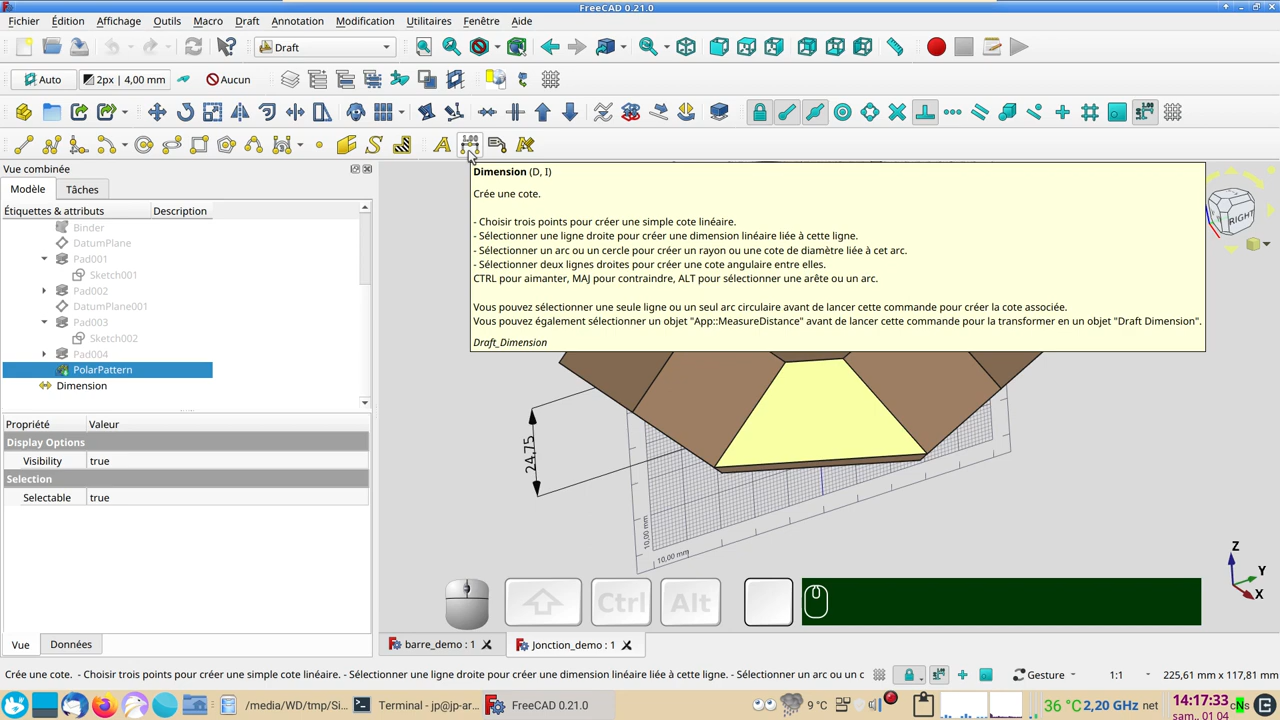 FreeCAD 0.21.0
Fichier Édition Affichage Outils Macro Draft Annotation Modification Utilitaires Fenêtre Aide
Draft
Auto 2px | 4,00 mm Aucun
Vue combinée
Modèle Tâches
Étiquettes & attributs Description
Binder
DatumPlane
Pad001
Sketch001
Pad002
DatumPlane001
Pad003
Sketch002
Pad004
PolarPattern
Dimension
Propriété Valeur
Display Options
Visibility true
Selection
Selectable true
Vue Données
Dimension (D, I)
Crée une cote.
- Choisir trois points pour créer une simple cote linéaire.
- Sélectionner une ligne droite pour créer une dimension linéaire liée à cette ligne.
- Sélectionner un arc ou un cercle pour créer un rayon ou une cote de diamètre liée à cet arc.
- Sélectionner deux lignes droites pour créer une cote angulaire entre elles.
CTRL pour aimanter, MAJ pour contraindre, ALT pour sélectionner une arête ou un arc.
Vous pouvez sélectionner une seule ligne ou un seul arc circulaire avant de lancer cette commande pour créer la cote associée.
Vous pouvez également sélectionner un objet "App::MeasureDistance" avant de lancer cette commande pour la transformer en un objet "Draft Dimension".
Draft_Dimension
RIGHT
24,75
10,00 mm
10,00 mm
Z
Y
X
Ctrl Alt
barre_demo : 1 Jonction_demo : 1
Crée une cote. - Choisir trois points pour créer une simple cote linéaire. - Sélectionner une ligne droite pour créer une dimension linéaire liée à cette ligne. - Sélectionner un arc ou un c
Gesture 1:1 225,61 mm x 117,81 mm
/media/WD/tmp/Si... Terminal - jp@jp-ar... FreeCAD 0.21.0 9 °C 36 °C 2,20 GHz net 14:17:33
sam., 01 04